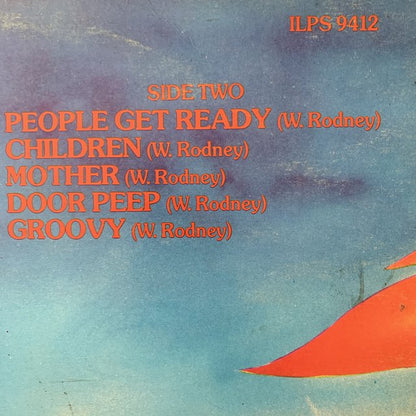 ILPS 9412
SIDE TWO
PEOPLE GET READY (W. Rodney)
CHILDREN (W. Rodney)
MOTHER (W. Rodney)
DOOR PEEP (W. Rodney)
GROOVY (W. Rodney)